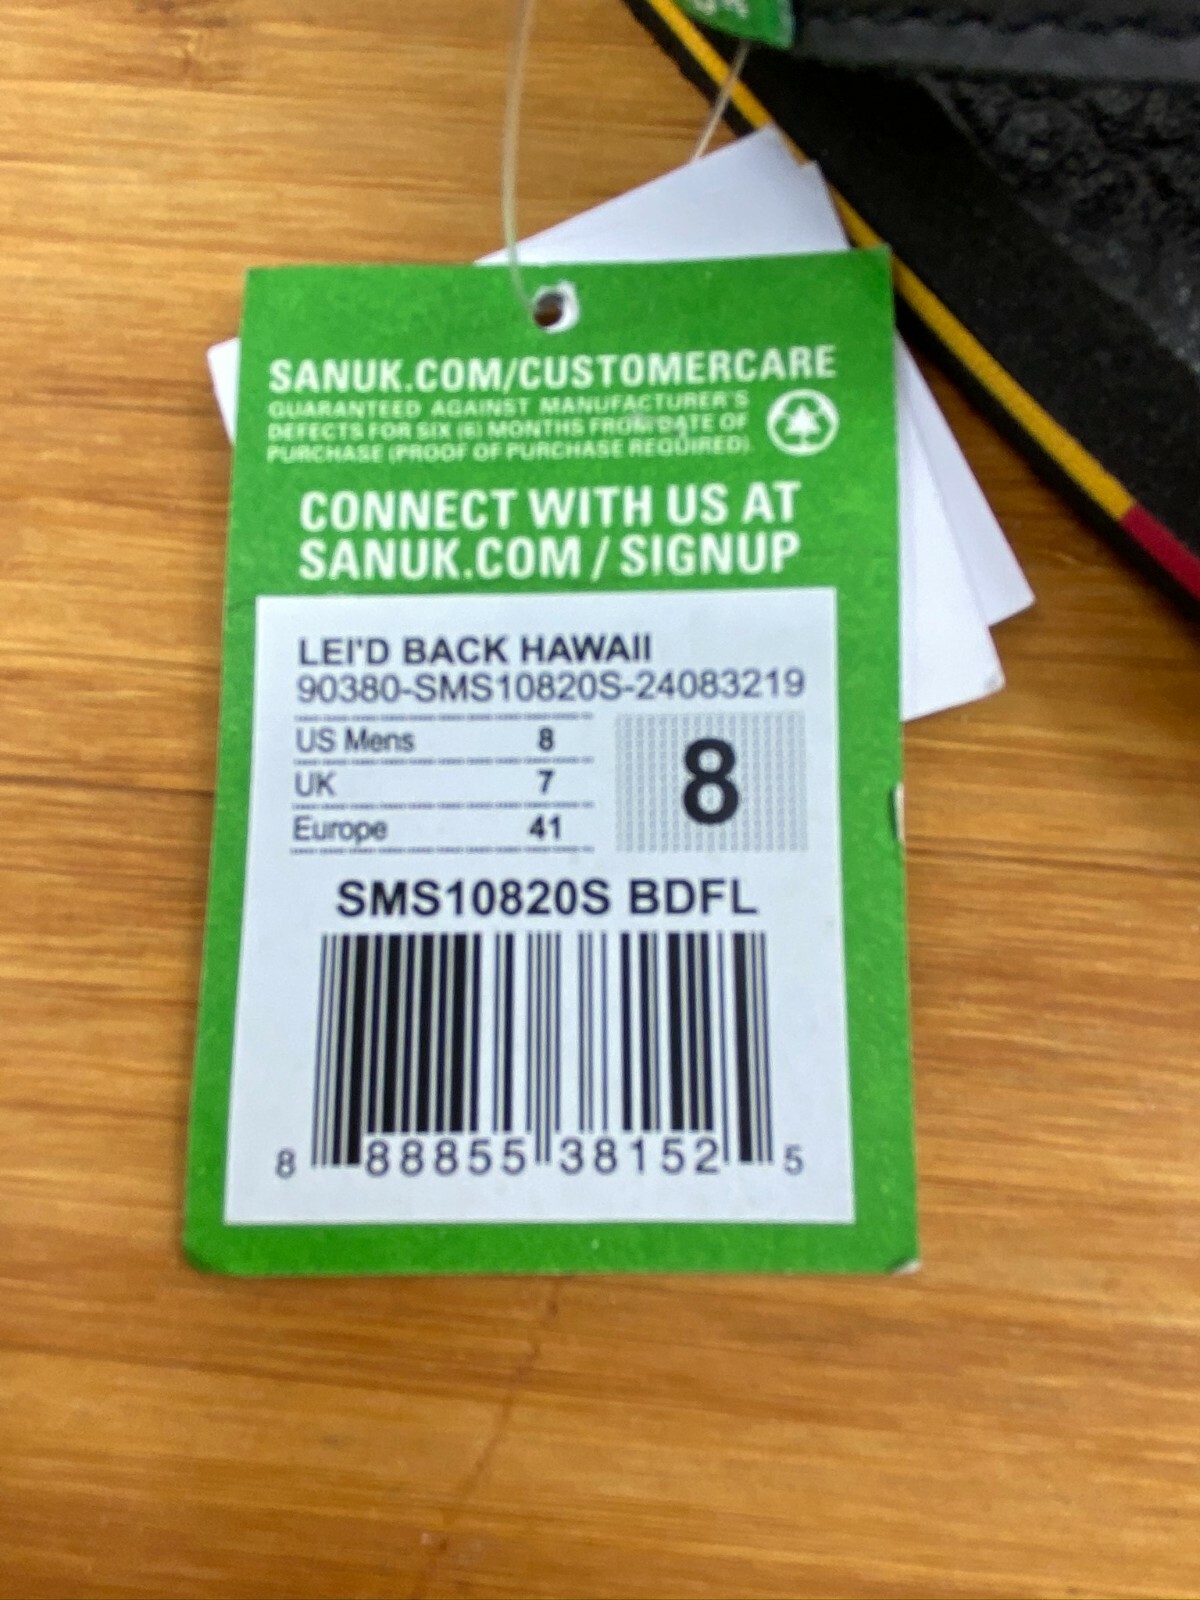 SANUK.COM/CUSTOMERCARE
GUARANTEED AGAINST MANUFACTURER'S
DEFECTS FOR SIX (6) MONTHS FROM DATE OF
PURCHASE (PROOF OF PURCHASE REQUIRED).
CONNECT WITH US AT
SANUK.COM / SIGNUP
LEI'D BACK HAWAII
90380-SMS10820S-24083219
US Mens 8
UK 7
Europe 41
8
SMS10820S BDFL
8 88855 38152 5